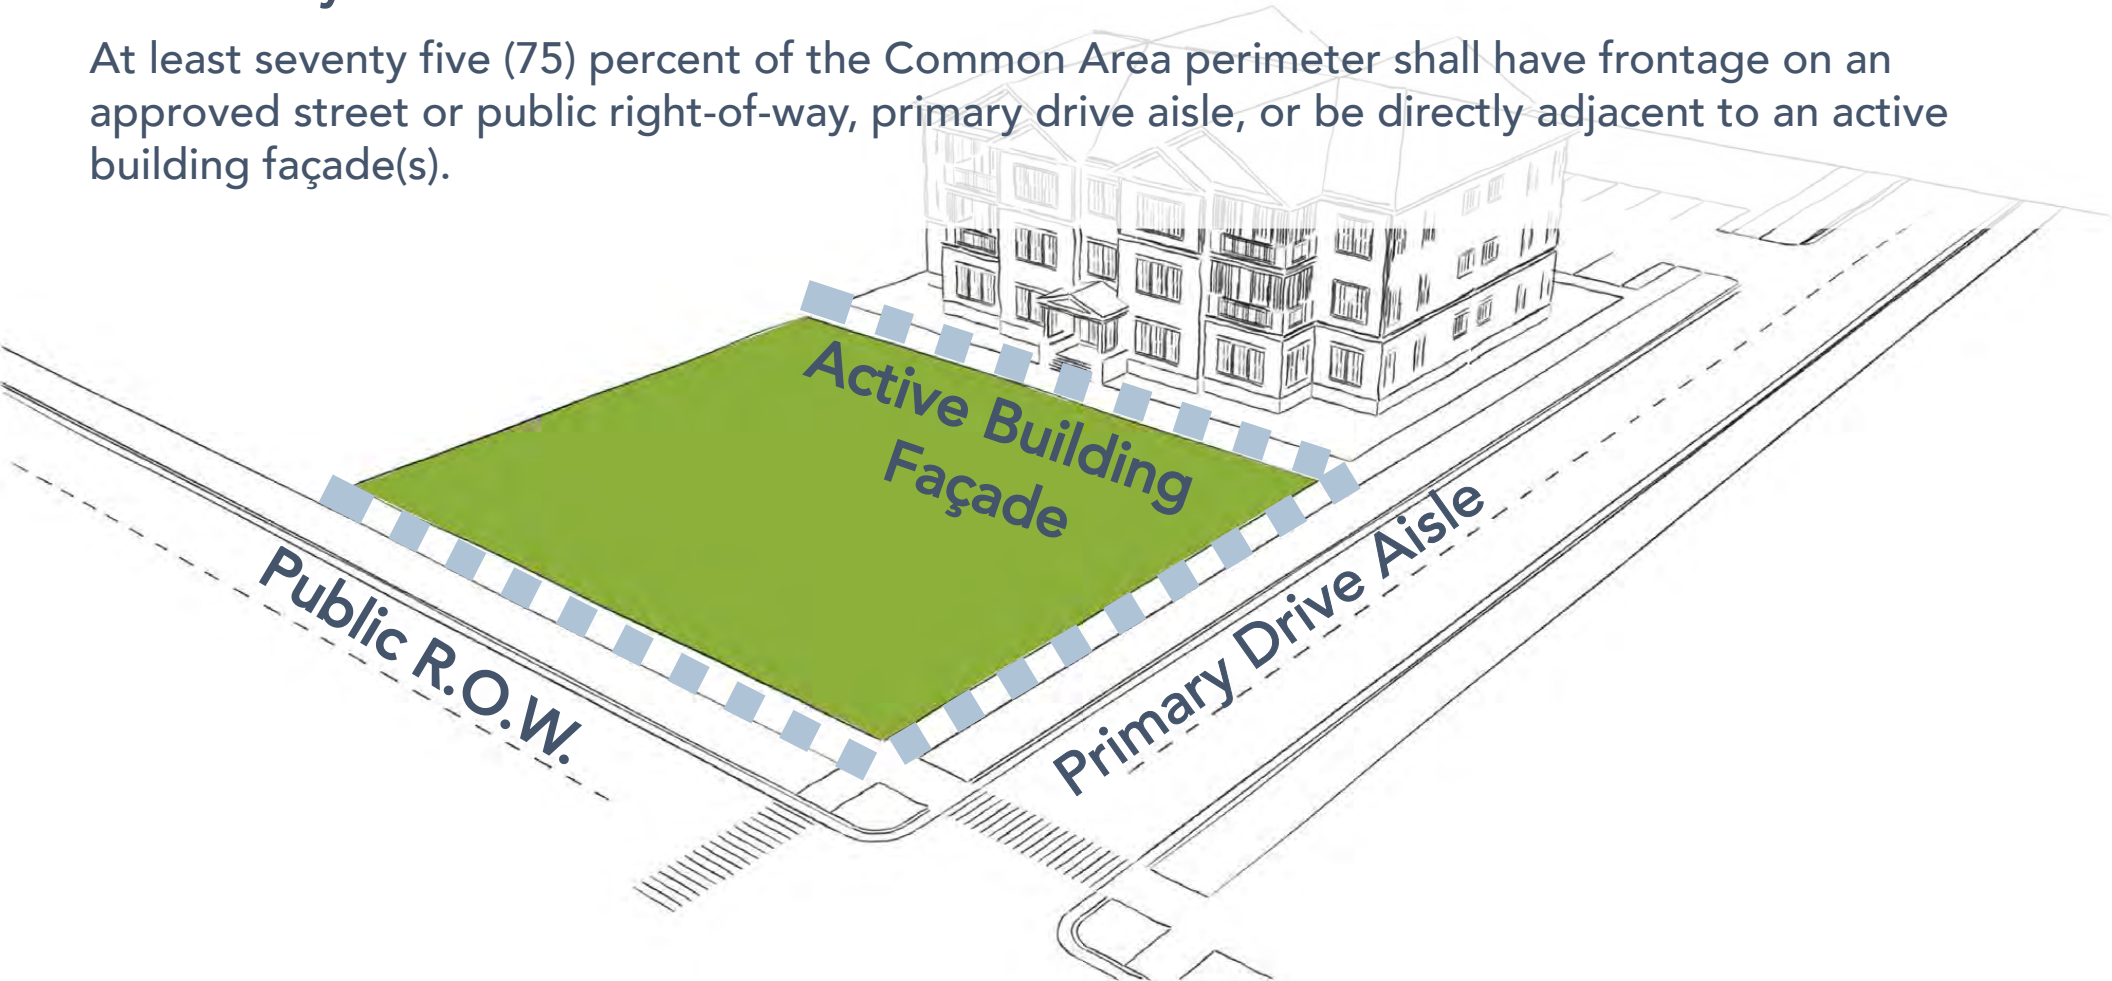 At least seventy five (75) percent of the Common Area perimeter shall have frontage on an
approved street or public right-of-way, primary drive aisle, or be directly adjacent to an active
building façade(s).
Active Building
Façade
Public R.O.W.
Primary Drive Aisle